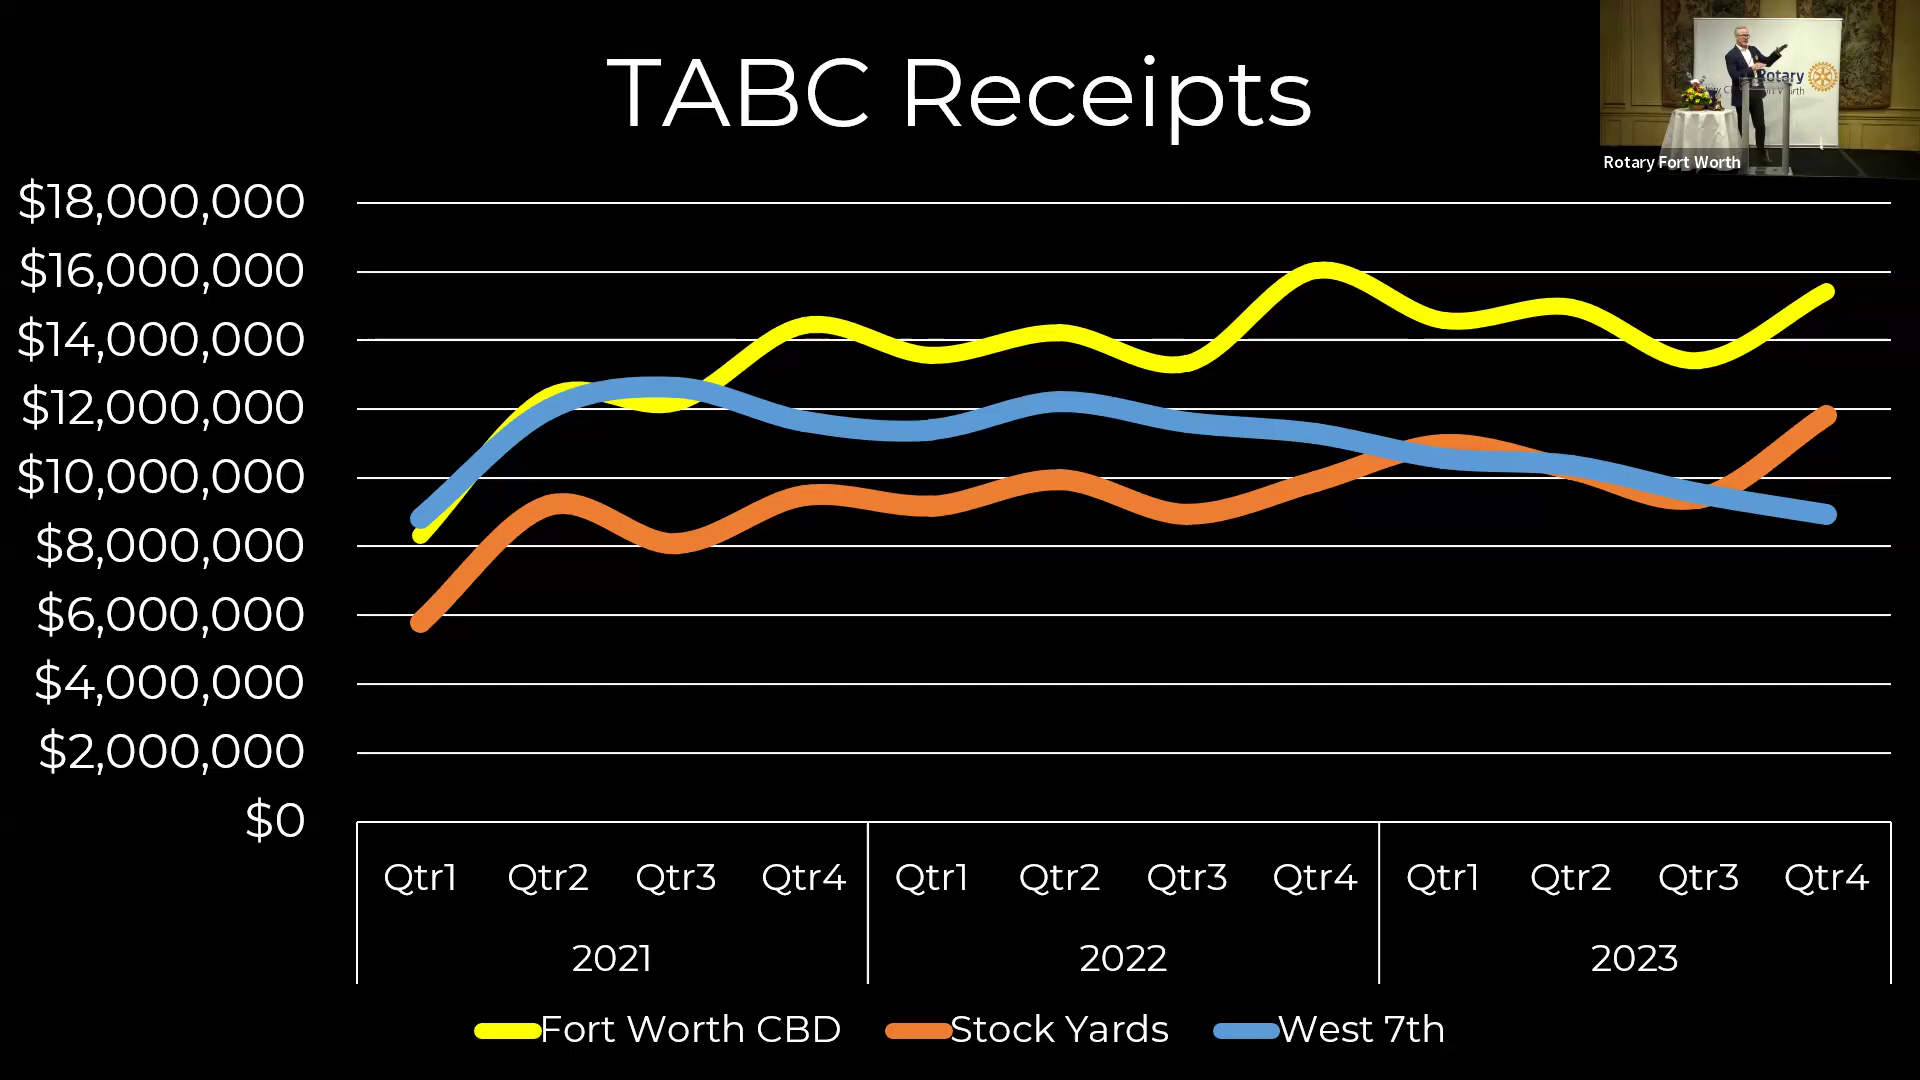 TABC Receipts
Rotary
Rotary Fort Worth
$18,000,000
$16,000,000
$14,000,000
$12,000,000
$10,000,000
$8,000,000
$6,000,000
$4,000,000
$2,000,000
$0
Qtr1 Qtr2 Qtr3 Qtr4 Qtr1 Qtr2 Qtr3 Qtr4 Qtr1 Qtr2 Qtr3 Qtr4
2021 2022 2023
Fort Worth CBD Stock Yards West 7th